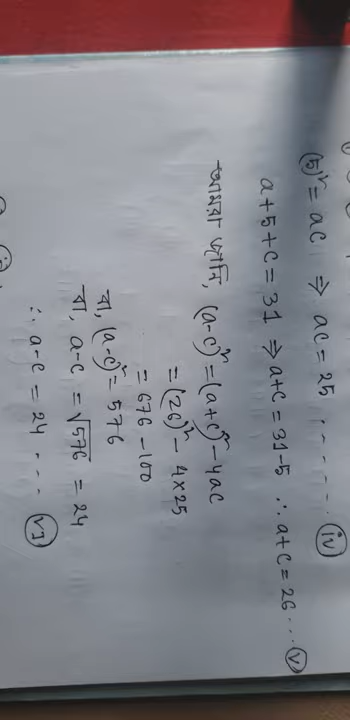 (5)² = ac ⇒ ac = 25 ------- (iv)
a+5+c = 31 ⇒ a+c = 31-5 ∴ a+c = 26 ... (v)
আমরা জানি, (a-c)² = (a+c)² - 4ac
= (26)² - 4×25
= 676 - 100
বা, (a-c)² = 576
বা, a-c = √576 = 24
∴ a-c = 24 --- (vi)